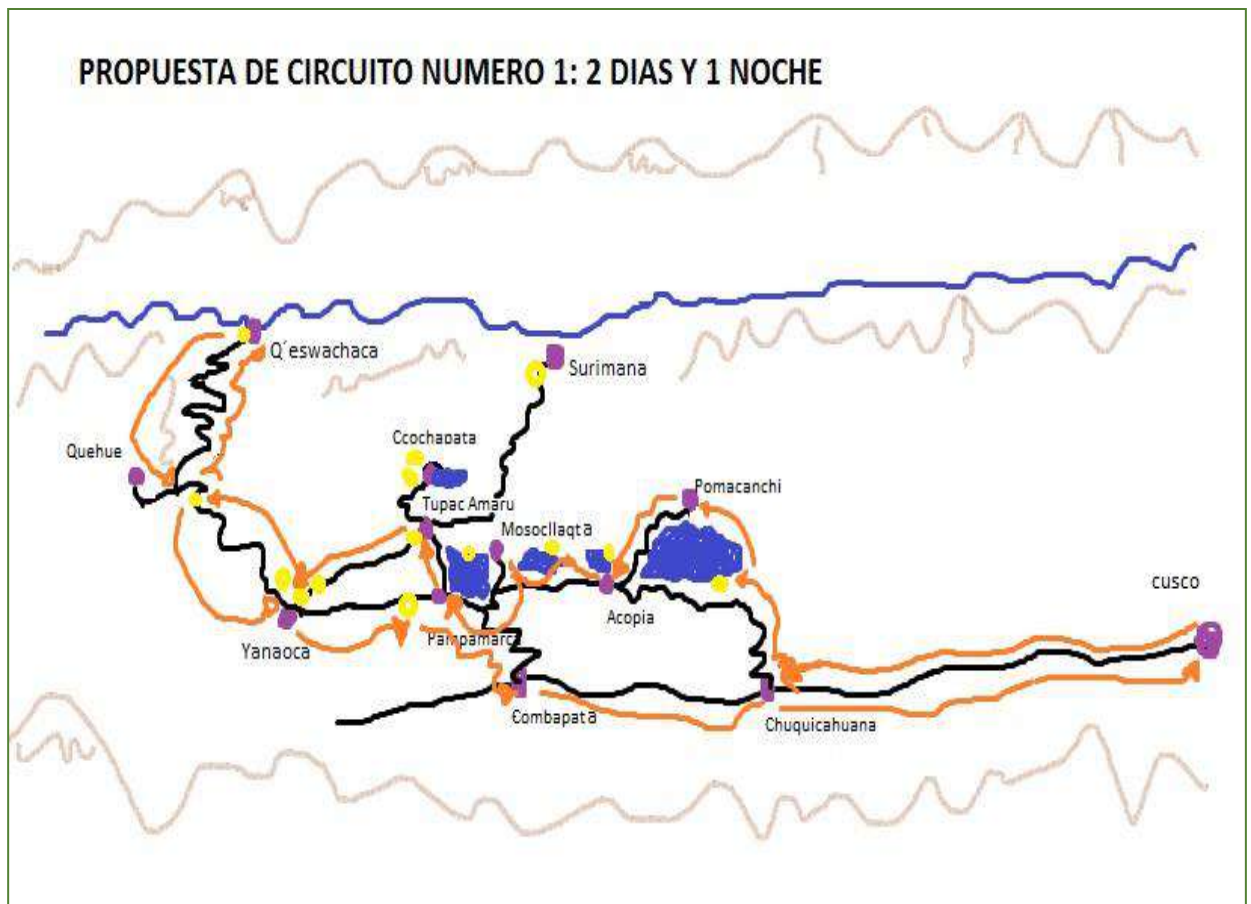 PROPUESTA DE CIRCUITO NUMERO 1: 2 DIAS Y 1 NOCHE
Q´eswachaca
Surimana
Quehue
Ccochapata
Tupac Amaru
Pomacanchi
Mosocllaqta
cusco
Acopia
Yanaoca
Pampamarca
Combapata
Chuquicahuana